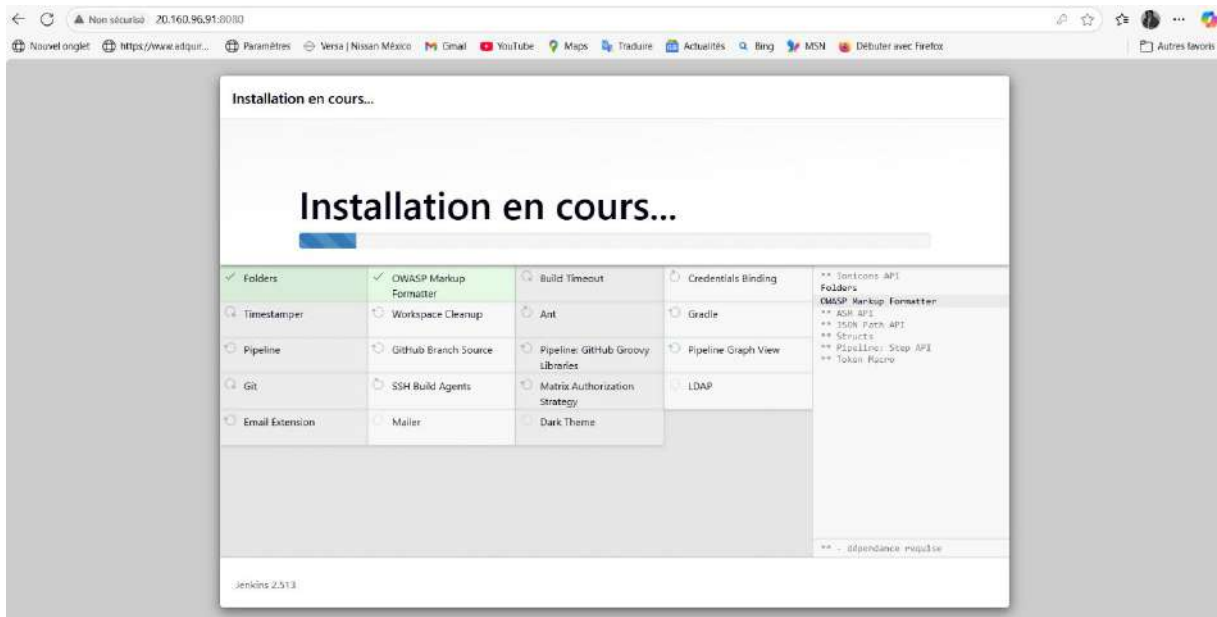 Non sécurisé 20.160.96.91:8080
Nouvel onglet https://www.adquir... Paramètres Versa | Nissan México Gmail YouTube Maps Traduire Actualités Bing MSN Débuter avec Firefox Autres favoris
Installation en cours...
Installation en cours...
Folders
OWASP Markup
Formatter
Build Timeout
Credentials Binding
Timestamper
Workspace Cleanup
Ant
Gradle
Pipeline
GitHub Branch Source
Pipeline: GitHub Groovy
Libraries
Pipeline Graph View
Git
SSH Build Agents
Matrix Authorization
Strategy
LDAP
Email Extension
Mailer
Dark Theme
** Ionicons API
Folders
OWASP Markup Formatter
** ASM API
** JSON Path API
** Structs
** Pipeline: Step API
** Token Macro
** - dépendance requise
Jenkins 2.513